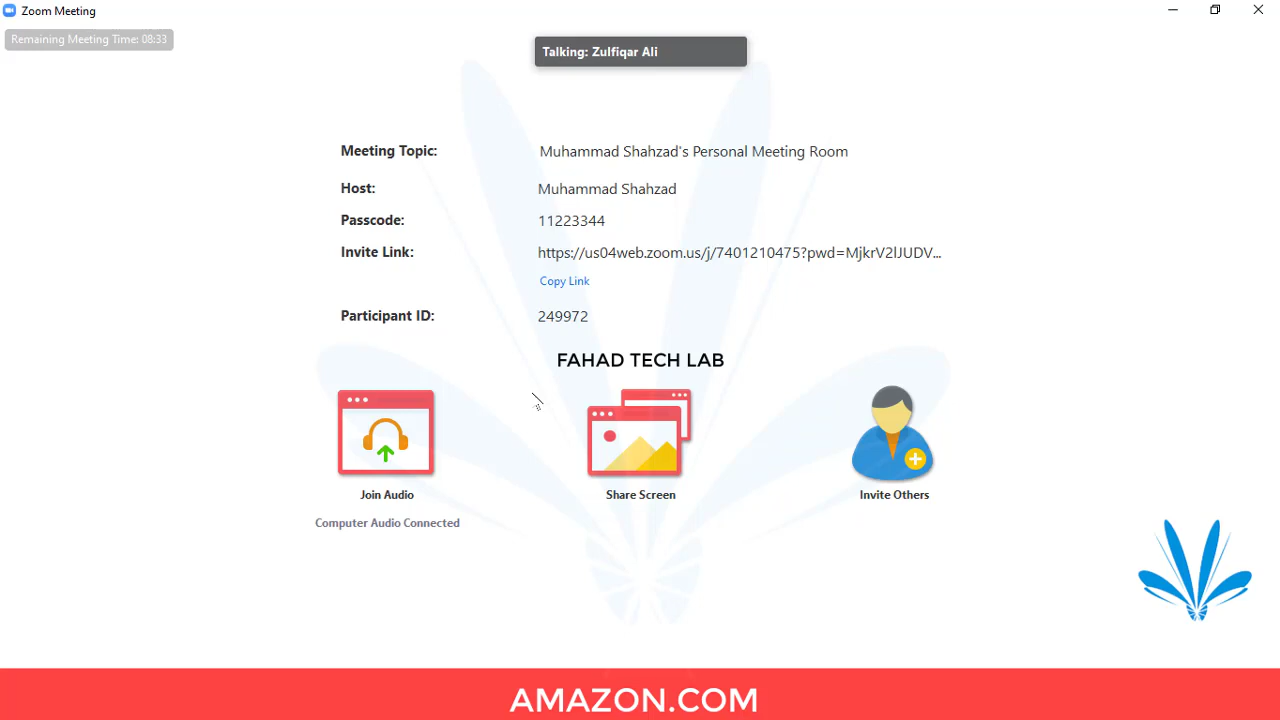 Zoom Meeting
Remaining Meeting Time: 08:33
Talking: Zulfiqar Ali
Meeting Topic: Muhammad Shahzad's Personal Meeting Room
Host: Muhammad Shahzad
Passcode: 11223344
Invite Link: https://us04web.zoom.us/j/7401210475?pwd=MjkrV2lJUDV...
Copy Link
Participant ID: 249972
FAHAD TECH LAB
Join Audio Share Screen Invite Others
Computer Audio Connected
AMAZON.COM